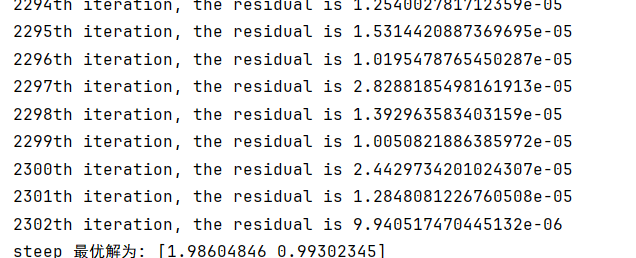 2294th iteration, the residual is 1.254002781712359e-05
2295th iteration, the residual is 1.5314420887369695e-05
2296th iteration, the residual is 1.0195478765450287e-05
2297th iteration, the residual is 2.8288185498161913e-05
2298th iteration, the residual is 1.392963583403159e-05
2299th iteration, the residual is 1.0050821886385972e-05
2300th iteration, the residual is 2.4429734201024307e-05
2301th iteration, the residual is 1.2848081226760508e-05
2302th iteration, the residual is 9.940517470445132e-06
steep 最优解为: [1.98604846 0.99302345]